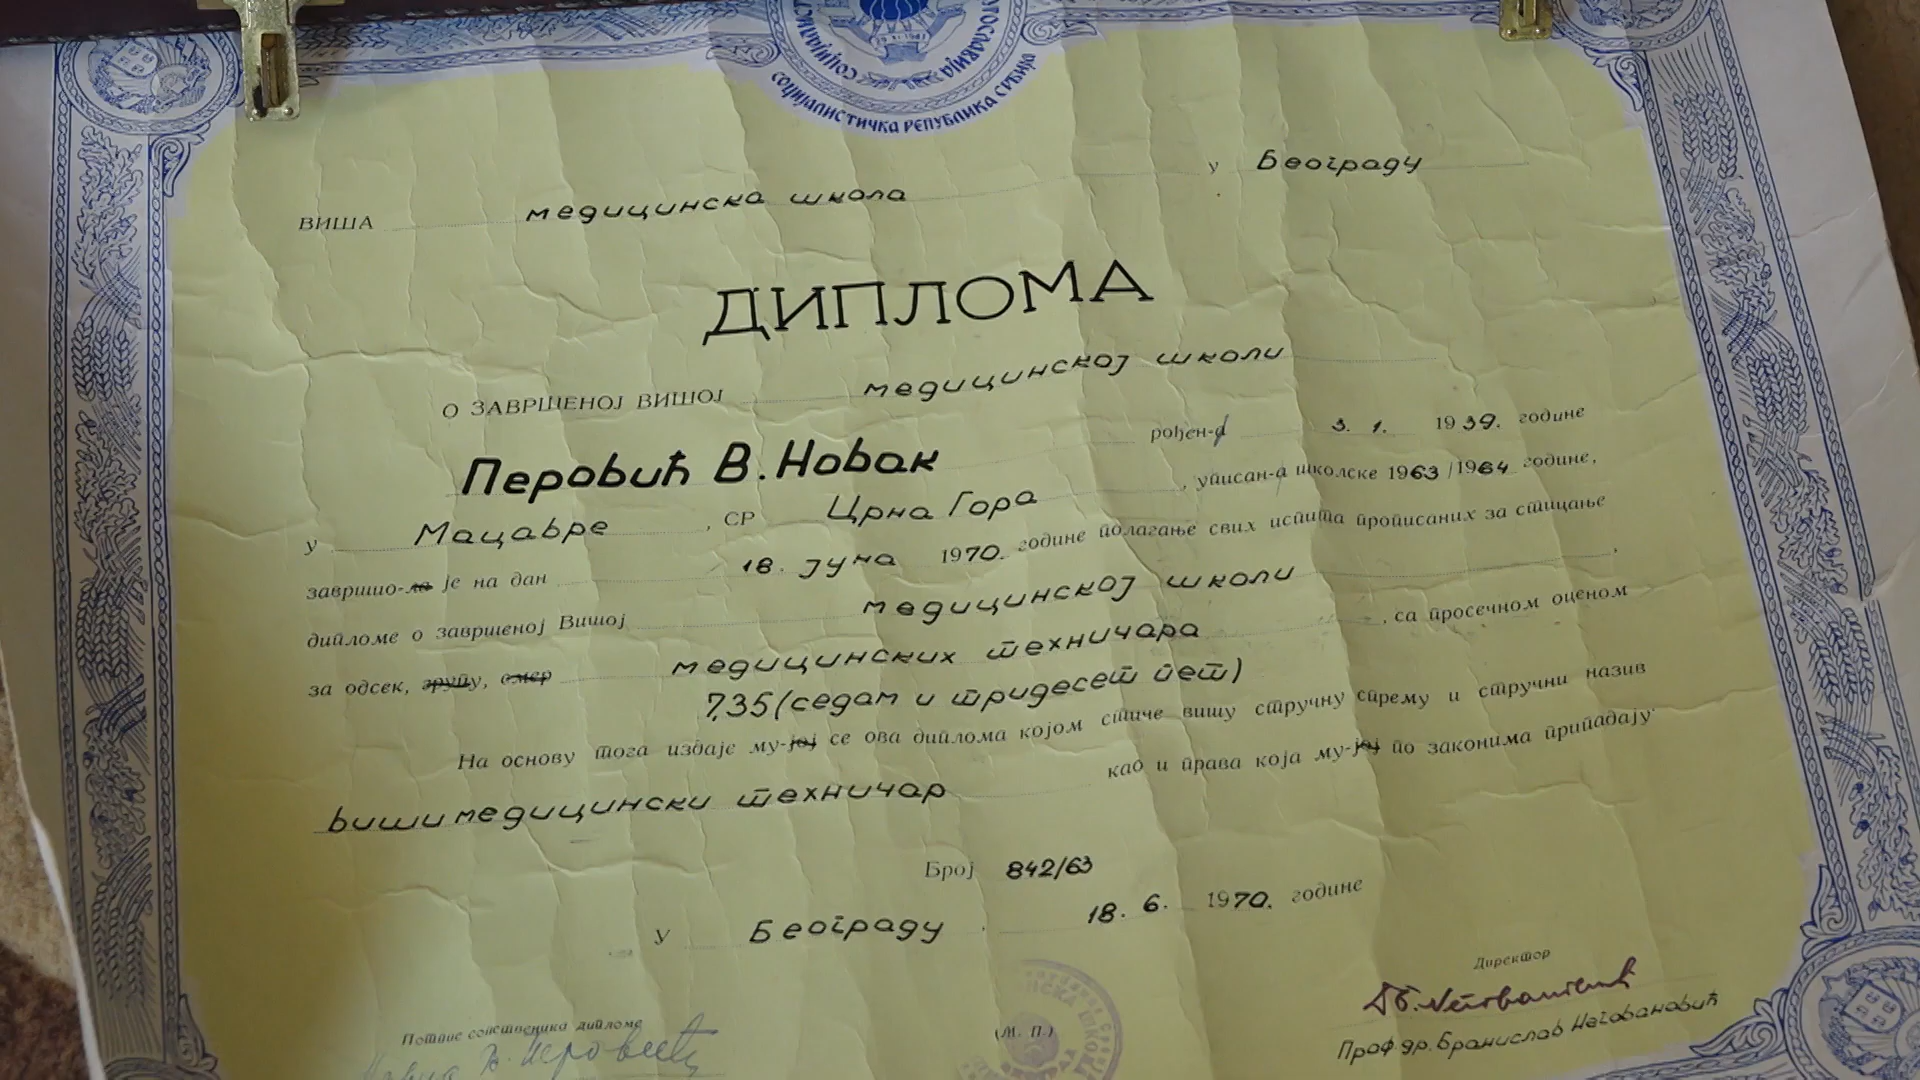 ЈУГОСЛАВИЈА
СОЦИЈАЛИСТИЧКА РЕПУБЛИКА СРБИЈА
ВИША медицинска школа у Београду
ДИПЛОМА
О ЗАВРШЕНОЈ ВИШОЈ медицинској школи
Перовић В. Новак рођен-а 3. 1. 1939. године
у Мацавре, СР Црна Гора, уписан-а школске 1963/1964 године,
завршио-ла је на дан 18. јуна 1970. године полагање свих испита прописаних за стицање
дипломе о завршеној Вишој медицинској школи,
за одсек, групу, смер медицинских техничара, са просечном оценом
7,35 (седам и тридесет пет)
На основу тога издаје му-јој се ова диплома којом стиче вишу стручну спрему и стручни назив
виши медицински техничар као и права која му-јој по законима припадају.
Број 842/63
У Београду, 18. 6. 1970. године
Директор
Потпис сопственика дипломе
(М. П.)
Проф. др. Бранислав Неговановић